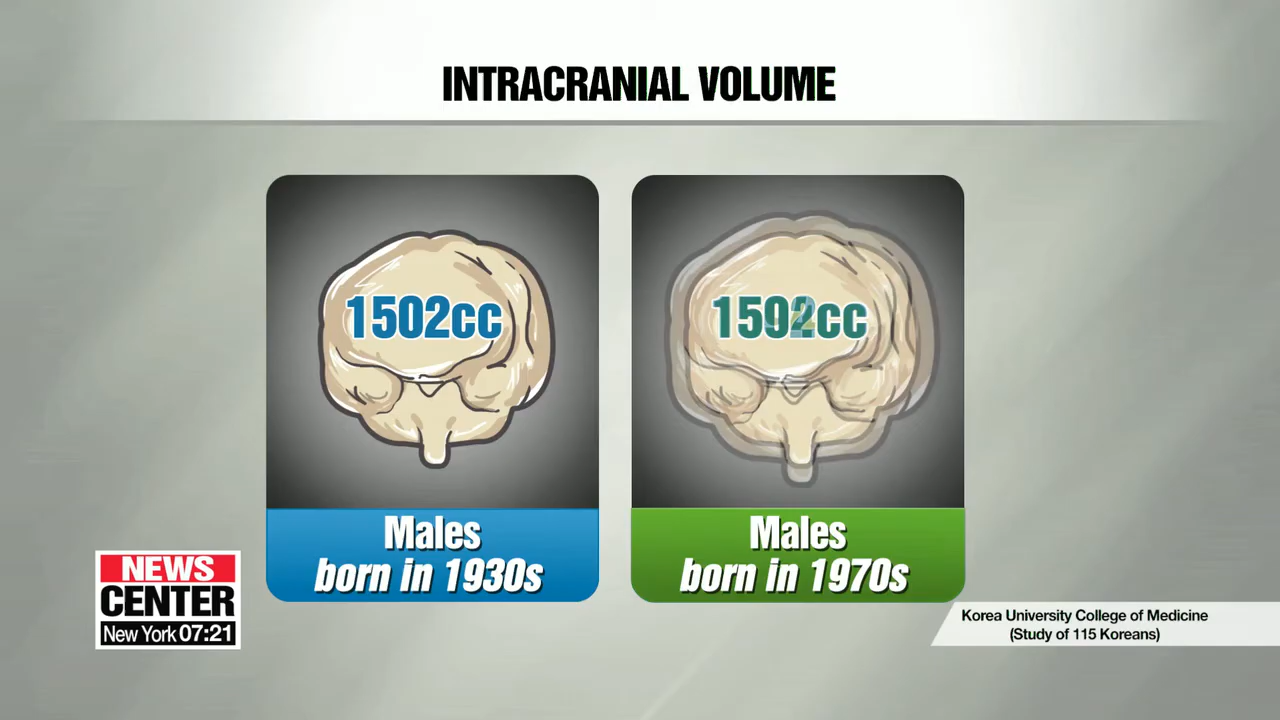 INTRACRANIAL VOLUME
1502cc
Males
born in 1930s
Males
born in 1970s
NEWS
CENTER
New York 07:21
Korea University College of Medicine
(Study of 115 Koreans)